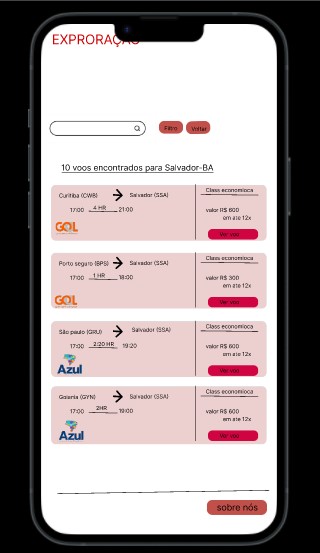 EXPRORAÇÃO
Filtro
Voltar
10 voos encontrados para Salvador-BA
Curitiba (CWB) Salvador (SSA) Class economioca
17:00 4 HR 21:00 valor R$ 600
em ate 12x
GOL Ver voo
Porto seguro (BPS) Salvador (SSA) Class economioca
17:00 1 HR 18:00 valor R$ 300
em ate 12x
GOL Ver voo
São paulo (GRU) Salvador (SSA) Class economioca
17:00 2:20 HR 19:20 valor R$ 600
em ate 12x
Azul Ver voo
Goiania (GYN) Salvador (SSA) Class economioca
17:00 2HR 19:00 valor R$ 600
em ate 12x
Azul Ver voo
sobre nós